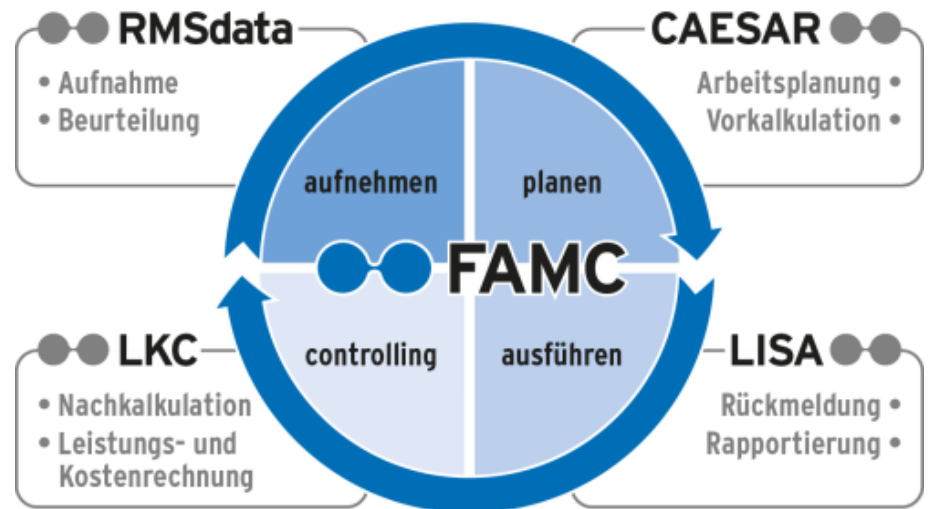 RMSdata
• Aufnahme
• Beurteilung
CAESAR
Arbeitsplanung •
Vorkalkulation •
aufnehmen
planen
FAMC
controlling
ausführen
LKC
• Nachkalkulation
• Leistungs- und
Kostenrechnung
LISA
Rückmeldung •
Rapportierung •